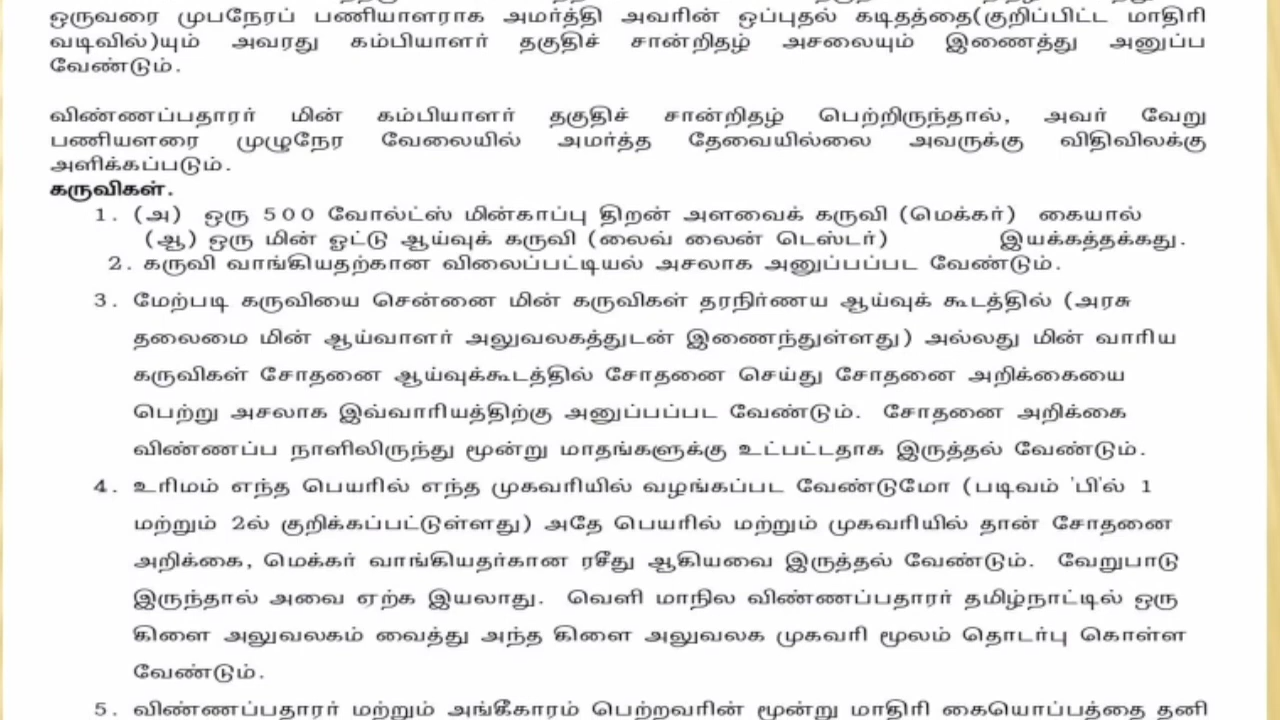 ஒருவரை முபநேரப் பணியாளராக அமர்த்தி அவரின் ஒப்புதல் கடிதத்தை(குறிப்பிட்ட மாதிரி
வடிவில்)யும் அவரது கம்பியாளர் தகுதிச் சான்றிதழ் அசலையும் இணைத்து அனுப்ப
வேண்டும்.
விண்ணப்பதாரர் மின் கம்பியாளர் தகுதிச் சான்றிதழ் பெற்றிருந்தால், அவர் வேறு
பணியளரை முழுநேர வேலையில் அமர்த்த தேவையில்லை அவருக்கு விதிவிலக்கு
அளிக்கப்படும்.
கருவிகள்.
1. (அ) ஒரு 500 வோல்ட்ஸ் மின்காப்பு திறன் அளவைக் கருவி (மெக்கர்) கையால்
(ஆ) ஒரு மின் ஓட்டு ஆய்வுக் கருவி (லைவ் லைன் டெஸ்டர்) இயக்கத்தக்கது.
2. கருவி வாங்கியதற்கான விலைப்பட்டியல் அசலாக அனுப்பப்பட வேண்டும்.
3. மேற்படி கருவியை சென்னை மின் கருவிகள் தரநிர்ணய ஆய்வுக் கூடத்தில் (அரசு
தலைமை மின் ஆய்வாளர் அலுவலகத்துடன் இணைந்துள்ளது) அல்லது மின் வாரிய
கருவிகள் சோதனை ஆய்வுக்கூடத்தில் சோதனை செய்து சோதனை அறிக்கையை
பெற்று அசலாக இவ்வாரியத்திற்கு அனுப்பப்பட வேண்டும். சோதனை அறிக்கை
விண்ணப்ப நாளிலிருந்து மூன்று மாதங்களுக்கு உட்பட்டதாக இருத்தல் வேண்டும்.
4. உரிமம் எந்த பெயரில் எந்த முகவரியில் வழங்கப்பட வேண்டுமோ (படிவம் 'பி'ல் 1
மற்றும் 2ல் குறிக்கப்பட்டுள்ளது) அதே பெயரில் மற்றும் முகவரியில் தான் சோதனை
அறிக்கை, மெக்கர் வாங்கியதர்கான ரசீது ஆகியவை இருத்தல் வேண்டும். வேறுபாடு
இருந்தால் அவை ஏற்க இயலாது. வெளி மாநில விண்ணப்பதாரர் தமிழ்நாட்டில் ஒரு
கிளை அலுவலகம் வைத்து அந்த கிளை அலுவலக முகவரி மூலம் தொடர்பு கொள்ள
வேண்டும்.
5. விண்ணப்பதாரர் மற்றும் அங்கீகாரம் பெற்றவரின் மூன்று மாதிரி கையொப்பத்தை தனி